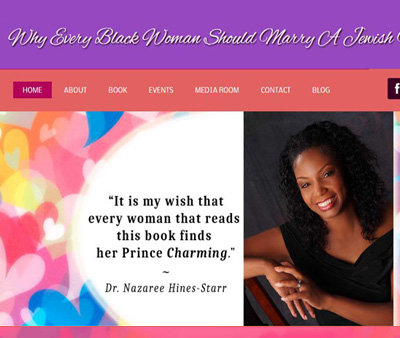 Why Every Black Woman Should Marry A Jewish
HOME ABOUT BOOK EVENTS MEDIA ROOM CONTACT BLOG
“It is my wish that
every woman that reads
this book finds
her Prince Charming.”
~
Dr. Nazaree Hines-Starr